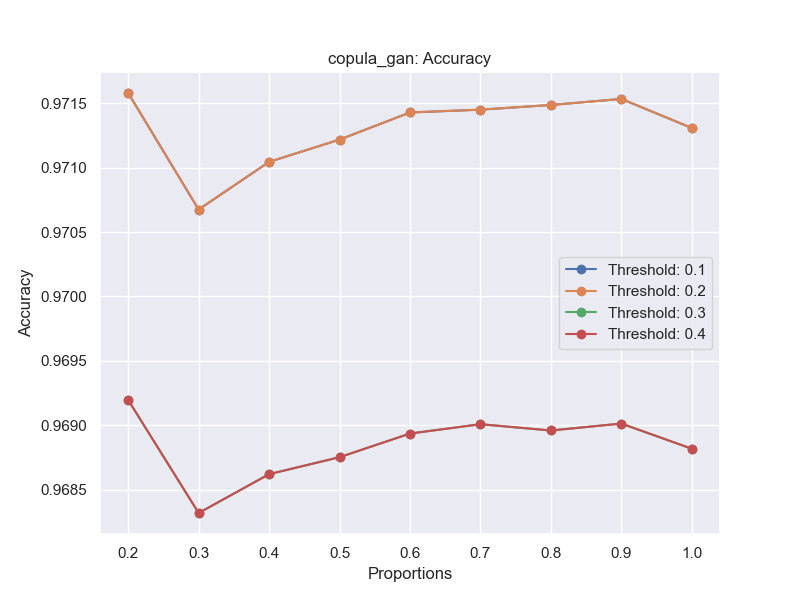 copula_gan: Accuracy
Accuracy
0.9715
0.9710
0.9705
0.9700
0.9695
0.9690
0.9685
Threshold: 0.1
Threshold: 0.2
Threshold: 0.3
Threshold: 0.4
0.2 0.3 0.4 0.5 0.6 0.7 0.8 0.9 1.0
Proportions